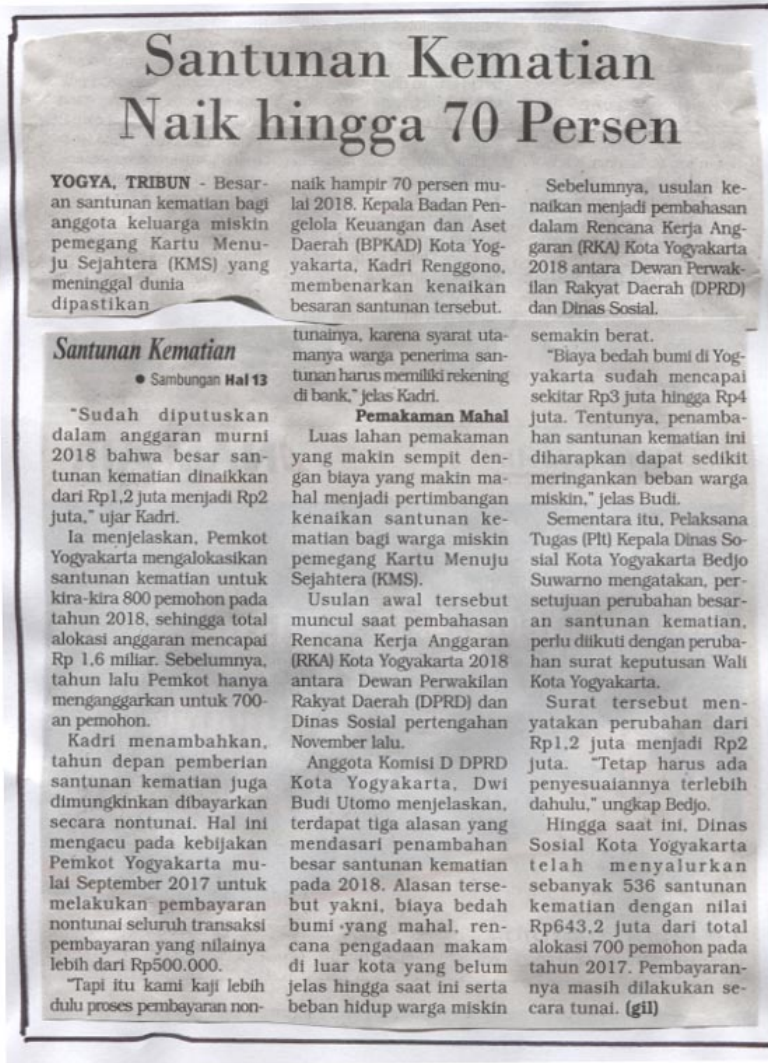 Santunan Kematian
Naik hingga 70 Persen
YOGYA, TRIBUN - Besar-
an santunan kematian bagi
anggota keluarga miskin
pemegang Kartu Menu-
ju Sejahtera (KMS) yang
meninggal dunia
dipastikan
naik hampir 70 persen mu-
lai 2018. Kepala Badan Pen-
gelola Keuangan dan Aset
Daerah (BPKAD) Kota Yog-
yakarta, Kadri Renggono,
membenarkan kenaikan
besaran santunan tersebut.
Sebelumnya, usulan ke-
naikan menjadi pembahasan
dalam Rencana Kerja Ang-
garan (RKA) Kota Yogyakarta
2018 antara Dewan Perwak-
ilan Rakyat Daerah (DPRD)
dan Dinas Sosial.
Santunan Kematian
● Sambungan Hal 13
"Sudah diputuskan
dalam anggaran murni
2018 bahwa besar san-
tunan kematian dinaikkan
dari Rp1,2 juta menjadi Rp2
juta," ujar Kadri.
Ia menjelaskan, Pemkot
Yogyakarta mengalokasikan
santunan kematian untuk
kira-kira 800 pemohon pada
tahun 2018, sehingga total
alokasi anggaran mencapai
Rp 1,6 miliar. Sebelumnya,
tahun lalu Pemkot hanya
menganggarkan untuk 700-
an pemohon.
Kadri menambahkan,
tahun depan pemberian
santunan kematian juga
dimungkinkan dibayarkan
secara nontunai. Hal ini
mengacu pada kebijakan
Pemkot Yogyakarta mu-
lai September 2017 untuk
melakukan pembayaran
nontunai seluruh transaksi
pembayaran yang nilainya
lebih dari Rp500.000.
"Tapi itu kami kaji lebih
dulu proses pembayaran non-
tunainya, karena syarat uta-
manya warga penerima san-
tunan harus memiliki rekening
di bank," jelas Kadri.
Pemakaman Mahal
Luas lahan pemakaman
yang makin sempit den-
gan biaya yang makin ma-
hal menjadi pertimbangan
kenaikan santunan ke-
matian bagi warga miskin
pemegang Kartu Menuju
Sejahtera (KMS).
Usulan awal tersebut
muncul saat pembahasan
Rencana Kerja Anggaran
(RKA) Kota Yogyakarta 2018
antara Dewan Perwakilan
Rakyat Daerah (DPRD) dan
Dinas Sosial pertengahan
November lalu.
Anggota Komisi D DPRD
Kota Yogyakarta, Dwi
Budi Utomo menjelaskan,
terdapat tiga alasan yang
mendasari penambahan
besar santunan kematian
pada 2018. Alasan terse-
but yakni, biaya bedah
bumi yang mahal, ren-
cana pengadaan makam
di luar kota yang belum
jelas hingga saat ini serta
beban hidup warga miskin
semakin berat.
"Biaya bedah bumi di Yog-
yakarta sudah mencapai
sekitar Rp3 juta hingga Rp4
juta. Tentunya, penamba-
han santunan kematian ini
diharapkan dapat sedikit
meringankan beban warga
miskin," jelas Budi.
Sementara itu, Pelaksana
Tugas (Plt) Kepala Dinas So-
sial Kota Yogyakarta Bedjo
Suwarno mengatakan, per-
setujuan perubahan besar-
an santunan kematian,
perlu diikuti dengan peruba-
han surat keputusan Wali
Kota Yogyakarta.
Surat tersebut men-
yatakan perubahan dari
Rp1,2 juta menjadi Rp2
juta. "Tetap harus ada
penyesuaiannya terlebih
dahulu," ungkap Bedjo.
Hingga saat ini, Dinas
Sosial Kota Yogyakarta
telah menyalurkan
sebanyak 536 santunan
kematian dengan nilai
Rp643,2 juta dari total
alokasi 700 pemohon pada
tahun 2017. Pembayaran-
nya masih dilakukan se-
cara tunai. (gil)